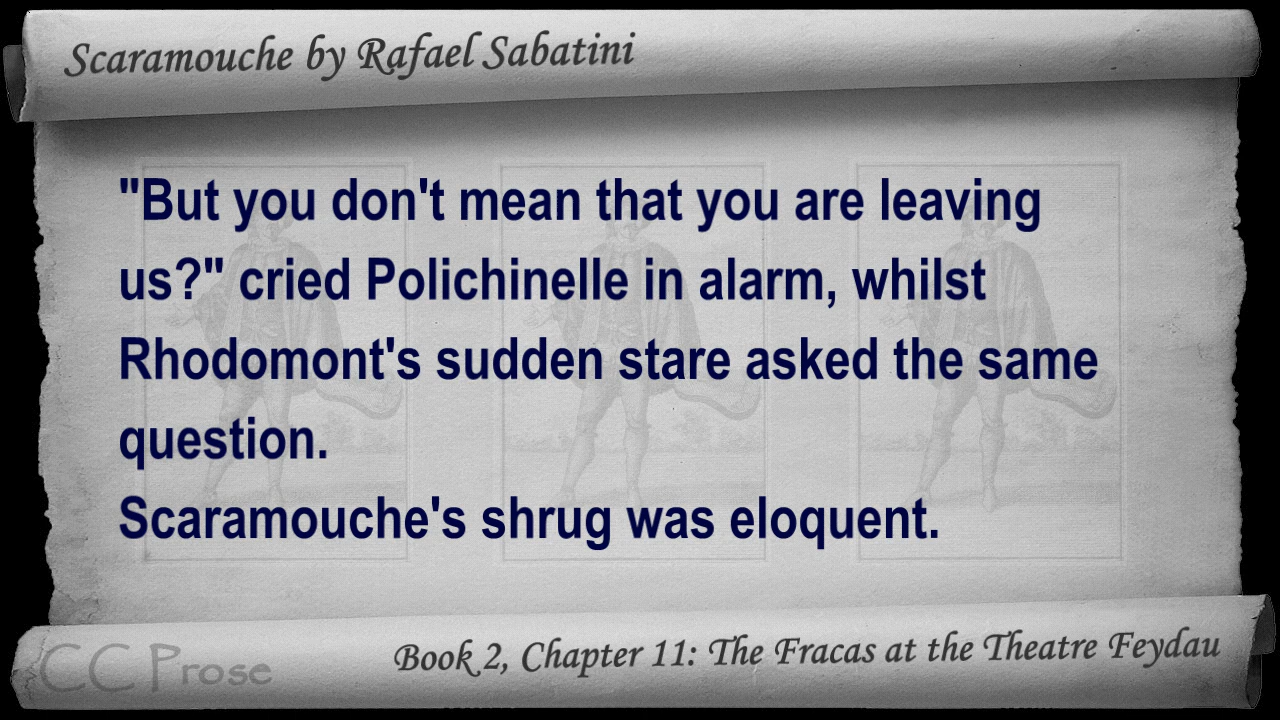 Scaramouche by Rafael Sabatini
"But you don't mean that you are leaving
us?" cried Polichinelle in alarm, whilst
Rhodomont's sudden stare asked the same
question.
Scaramouche's shrug was eloquent.
CC Prose
Book 2, Chapter 11: The Fracas at the Theatre Feydau